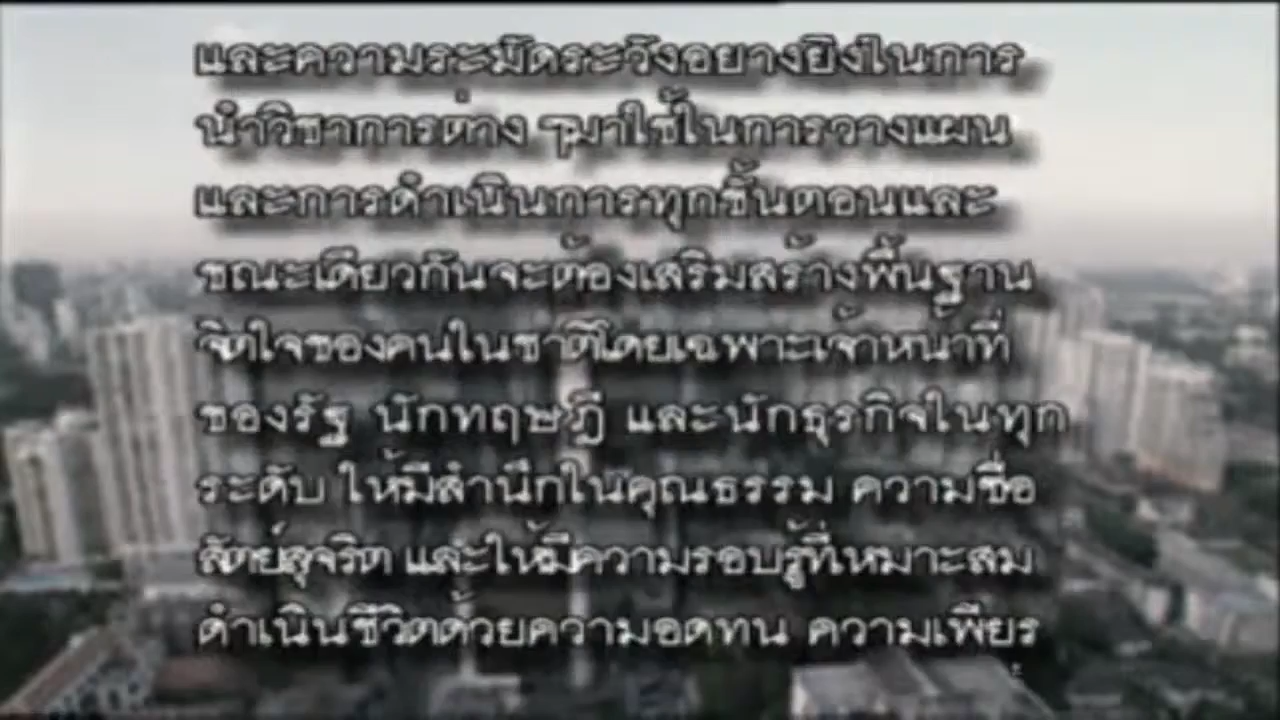 และความระมัดระวังอย่างยิ่งในการ
นำวิชาการต่าง ๆมาใช้ในการวางแผน
และการดำเนินการทุกขั้นตอนและ
ขณะเดียวกันจะต้องเสริมสร้างพื้นฐาน
จิตใจของคนในชาติโดยเฉพาะเจ้าหน้าที่
ของรัฐ นักทฤษฎี และนักธุรกิจในทุก
ระดับ ให้มีสำนึกในคุณธรรม ความซื่อ
สัตย์สุจริต และให้มีความรอบรู้ที่เหมาะสม
ดำเนินชีวิตด้วยความอดทน ความเพียร